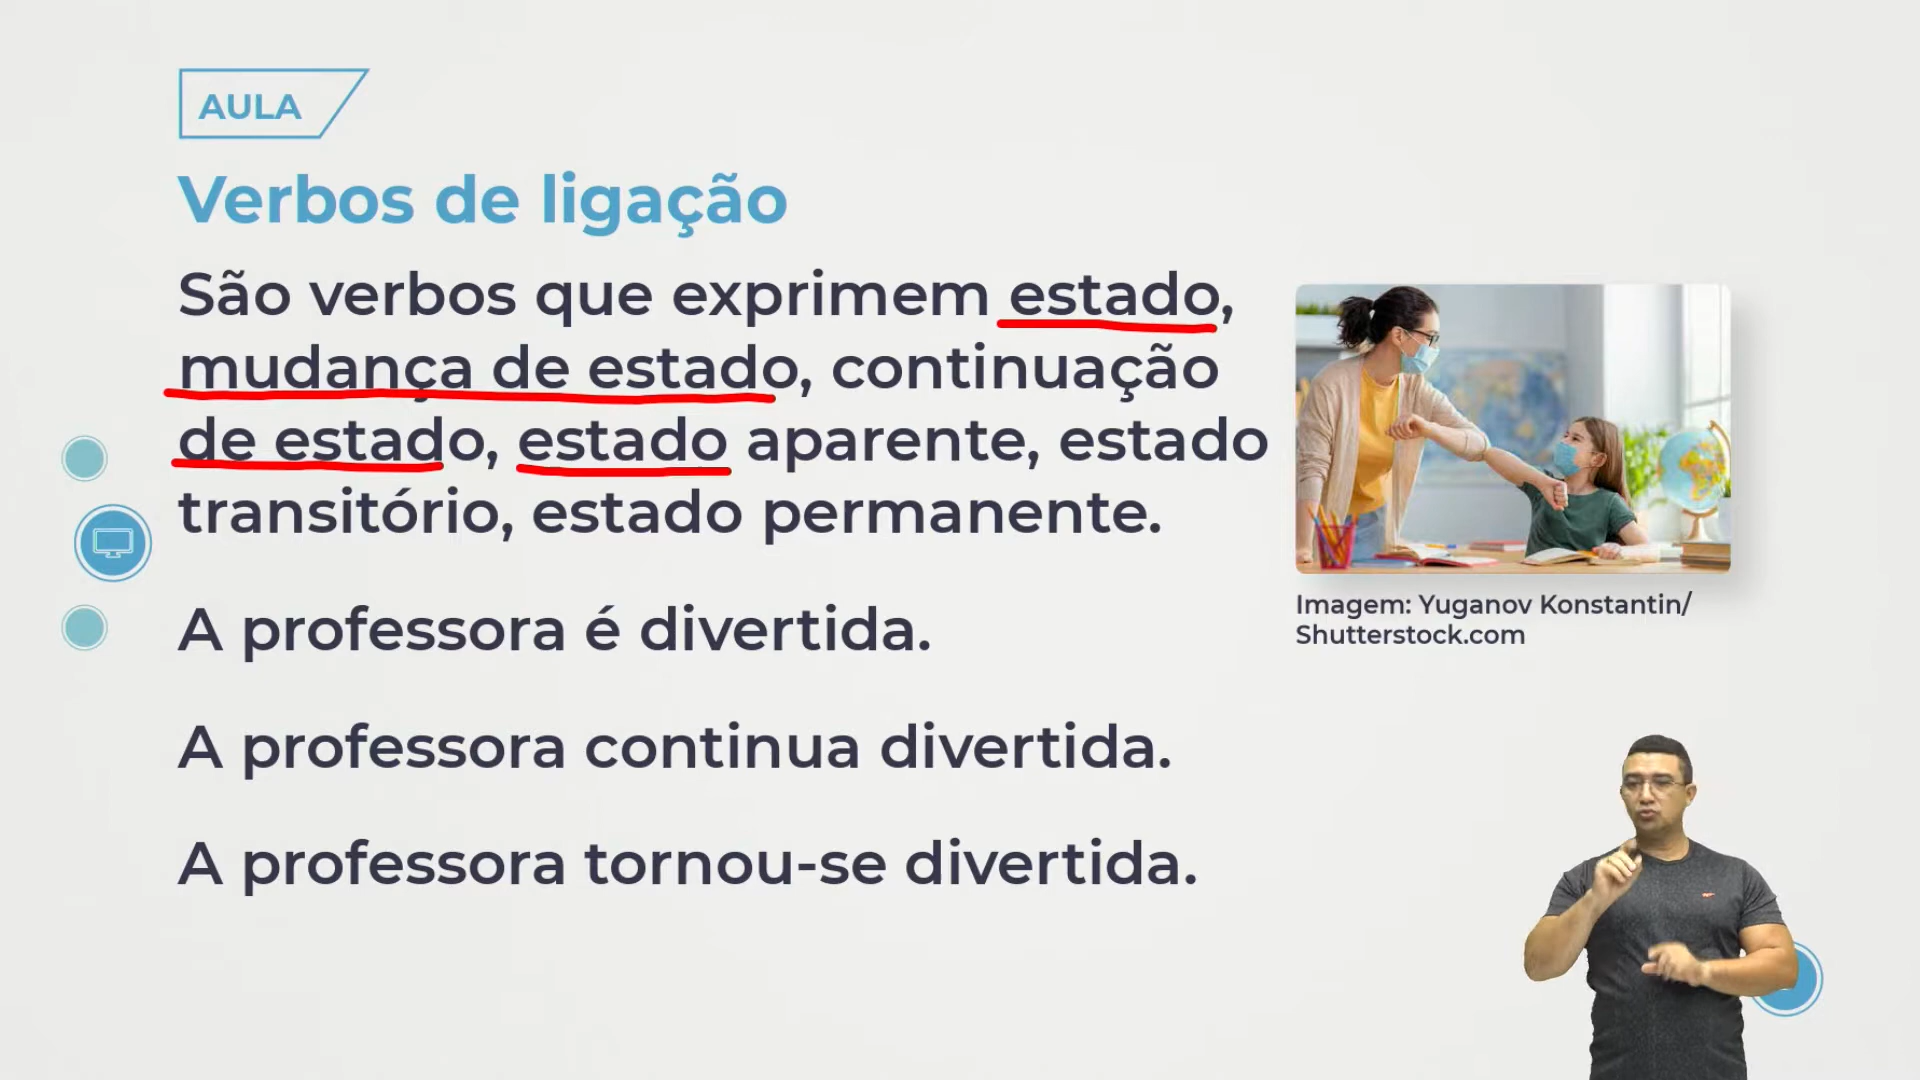 AULA
Verbos de ligação
São verbos que exprimem estado,
mudança de estado, continuação
de estado, estado aparente, estado
transitório, estado permanente.
A professora é divertida.
A professora continua divertida.
A professora tornou-se divertida.
Imagem: Yuganov Konstantin/
Shutterstock.com